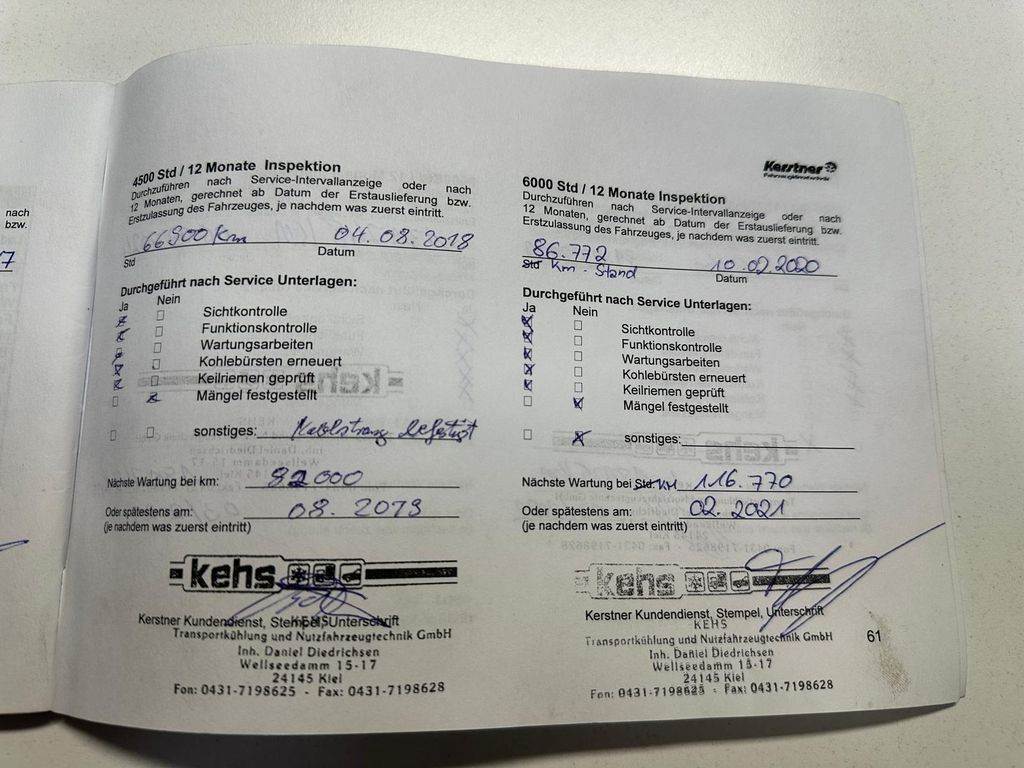 nach
bzw.
7
4500 Std / 12 Monate Inspektion
Durchzuführen nach Service-Intervallanzeige oder nach
12 Monaten, gerechnet ab Datum der Erstauslieferung bzw.
Erstzulassung des Fahrzeuges, je nachdem was zuerst eintritt.
66900 Km 04.08.2018
Std Datum
Durchgeführt nach Service Unterlagen:
Ja Nein
Sichtkontrolle
Funktionskontrolle
Wartungsarbeiten
Kohlebürsten erneuert
Keilriemen geprüft
Mängel festgestellt
sonstiges: Kabelstrang befestigt
Nächste Wartung bei km: 92000
Oder spätestens am: 08. 2019
(je nachdem was zuerst eintritt)
kehs
Kerstner Kundendienst, Stempel, Unterschrift
KEHS
Transportkühlung und Nutzfahrzeugtechnik GmbH
Inh. Daniel Diedrichsen
Wellseedamm 15-17
24145 Kiel
Fon: 0431-7198625 - Fax: 0431-7198628
Kerstner
Fahrzeugkältetechnik
6000 Std / 12 Monate Inspektion
Durchzuführen nach Service-Intervallanzeige oder nach
12 Monaten, gerechnet ab Datum der Erstauslieferung bzw.
Erstzulassung des Fahrzeuges, je nachdem was zuerst eintritt.
86.772 10.02.2020
Std Km-Stand Datum
Durchgeführt nach Service Unterlagen:
Ja Nein
Sichtkontrolle
Funktionskontrolle
Wartungsarbeiten
Kohlebürsten erneuert
Keilriemen geprüft
Mängel festgestellt
sonstiges:
Nächste Wartung bei Std: KM 116.770
Oder spätestens am: 02. 2021
(je nachdem was zuerst eintritt)
kehs
Kerstner Kundendienst, Stempel, Unterschrift
KEHS
Transportkühlung und Nutzfahrzeugtechnik GmbH
Inh. Daniel Diedrichsen
Wellseedamm 15-17
24145 Kiel
Fon: 0431-7198625 - Fax: 0431-7198628
61